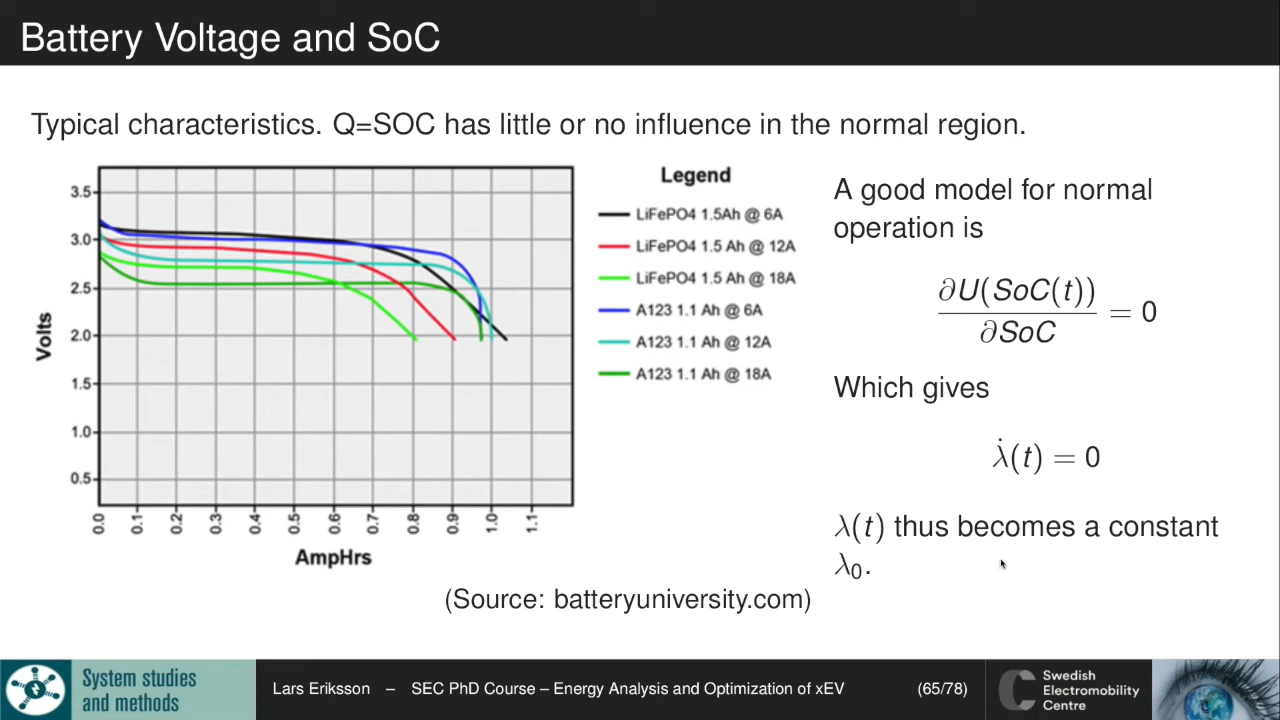 Battery Voltage and SoC
Typical characteristics. Q=SOC has little or no influence in the normal region.
3.5
3.0
2.5
2.0
1.5
1.0
0.5
Volts
0.0 0.1 0.2 0.3 0.4 0.5 0.6 0.7 0.8 0.9 1.0 1.1
AmpHrs
Legend
LiFePO4 1.5Ah @ 6A
LiFePO4 1.5 Ah @ 12A
LiFePO4 1.5 Ah @ 18A
A123 1.1 Ah @ 6A
A123 1.1 Ah @ 12A
A123 1.1 Ah @ 18A
(Source: batteryuniversity.com)
A good model for normal
operation is
∂U(SoC(t))
∂SoC
= 0
Which gives
λ̇(t) = 0
λ(t) thus becomes a constant
λ₀.
System studies
and methods
Lars Eriksson – SEC PhD Course – Energy Analysis and Optimization of xEV
(65/78)
Swedish
Electromobility
Centre